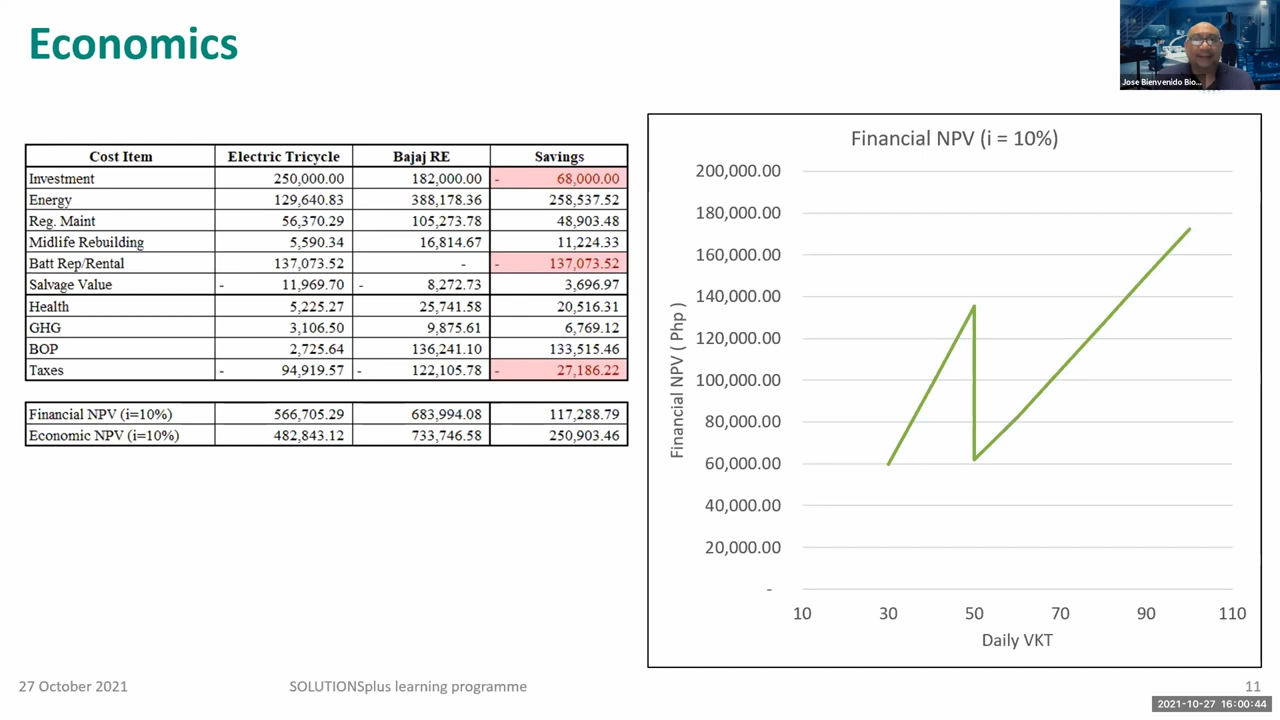 Economics
Jose Bienvenido Bio...
Cost Item Electric Tricycle Bajaj RE Savings
Investment 250,000.00 182,000.00 - 68,000.00
Energy 129,640.83 388,178.36 258,537.52
Reg. Maint 56,370.29 105,273.78 48,903.48
Midlife Rebuilding 5,590.34 16,814.67 11,224.33
Batt Rep/Rental 137,073.52 - - 137,073.52
Salvage Value - 11,969.70 - 8,272.73 3,696.97
Health 5,225.27 25,741.58 20,516.31
GHG 3,106.50 9,875.61 6,769.12
BOP 2,725.64 136,241.10 133,515.46
Taxes - 94,919.57 - 122,105.78 - 27,186.22
Financial NPV (i=10%) 566,705.29 683,994.08 117,288.79
Economic NPV (i=10%) 482,843.12 733,746.58 250,903.46
Financial NPV (i = 10%)
200,000.00
180,000.00
160,000.00
140,000.00
120,000.00
100,000.00
80,000.00
60,000.00
40,000.00
20,000.00
-
Financial NPV ( Php )
10 30 50 70 90 110
Daily VKT
27 October 2021 SOLUTIONSplus learning programme 11
2021-10-27 16:00:44